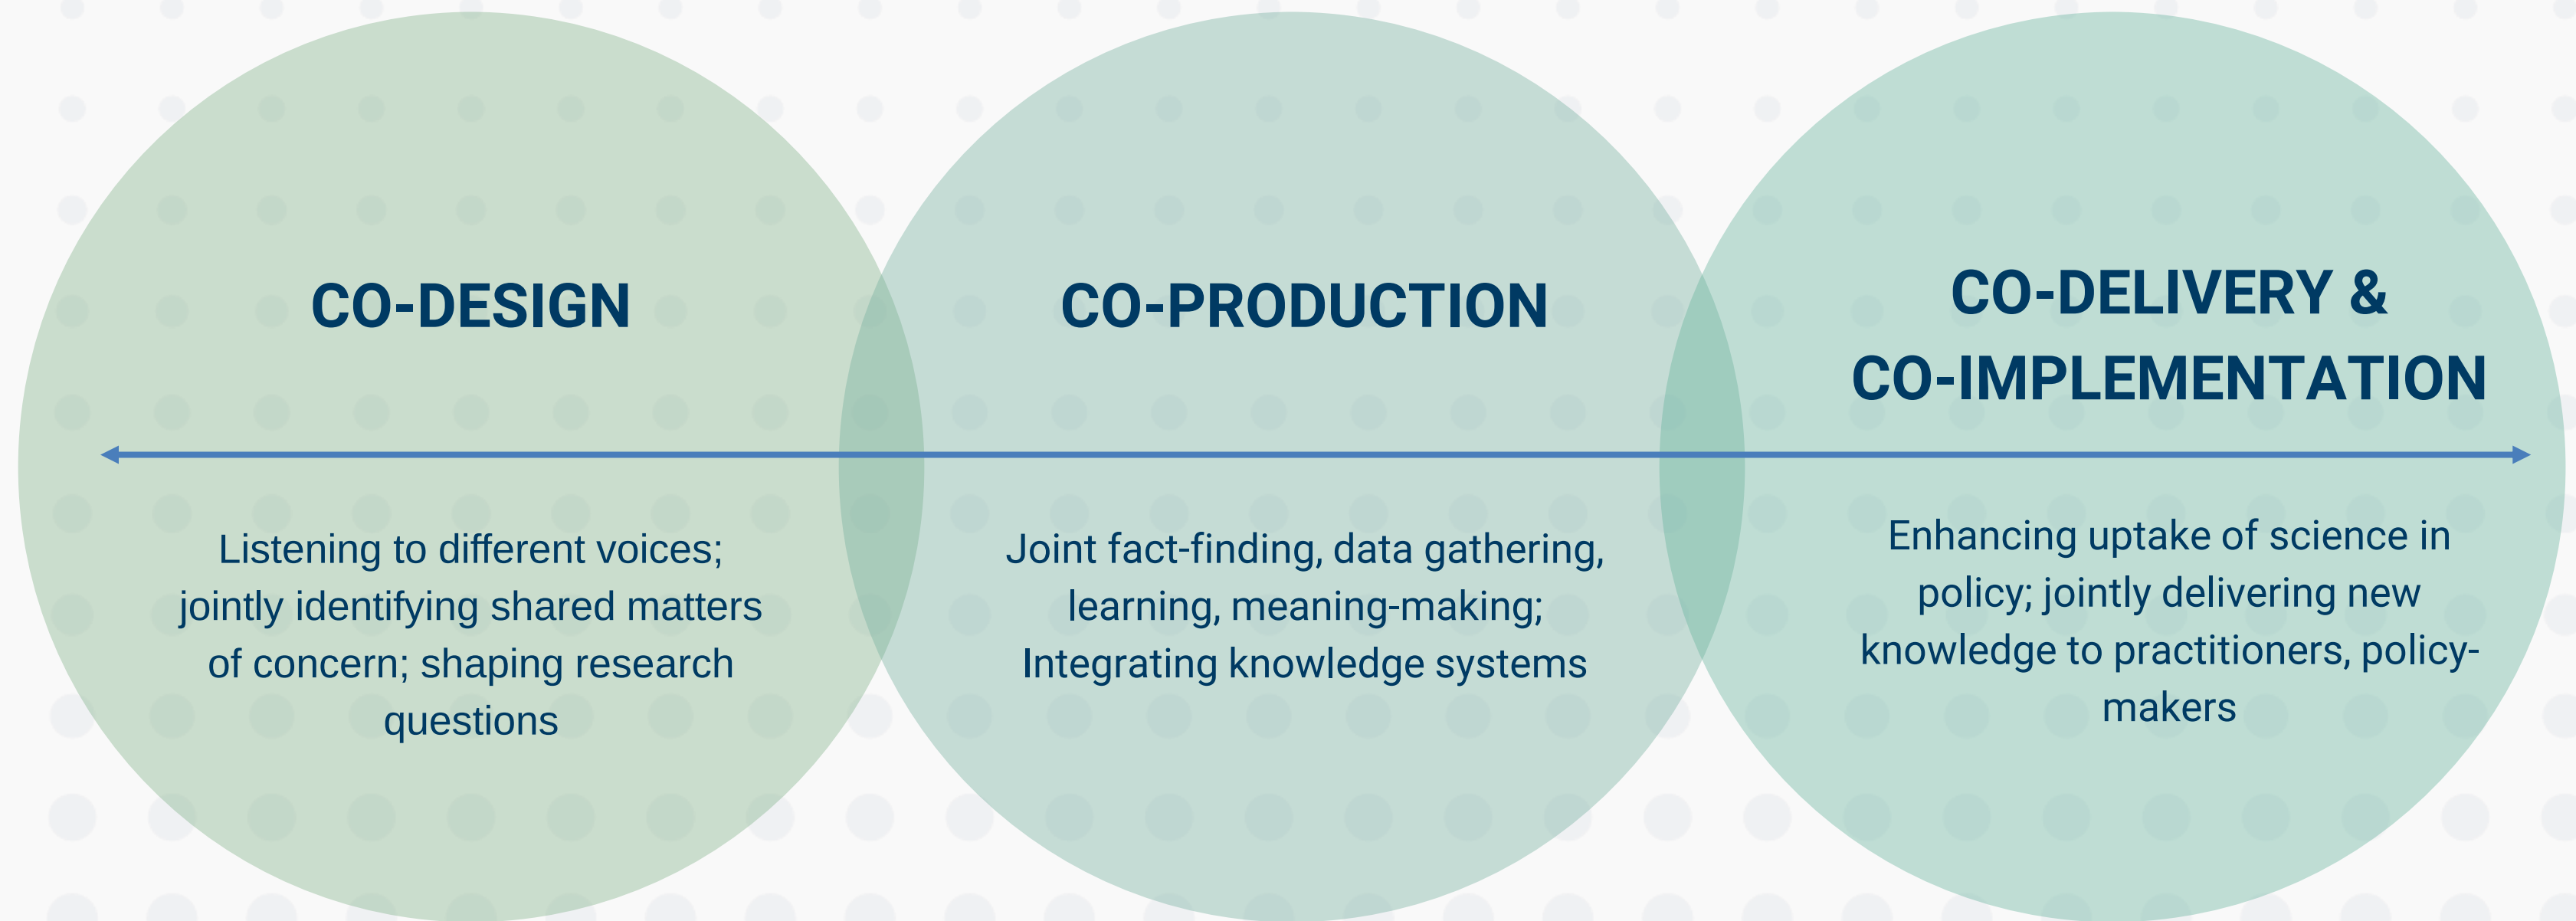 CO-DESIGN
Listening to different voices;
jointly identifying shared matters
of concern; shaping research
questions
CO-PRODUCTION
Joint fact-finding, data gathering,
learning, meaning-making;
Integrating knowledge systems
CO-DELIVERY &
CO-IMPLEMENTATION
Enhancing uptake of science in
policy; jointly delivering new
knowledge to practitioners, policy-
makers